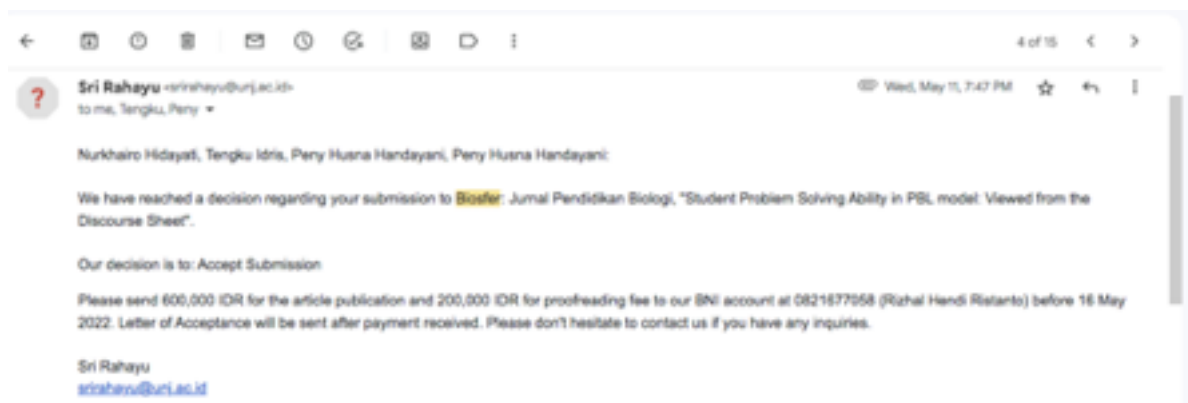 4 of 15
Sri Rahayu <srirahayu@unj.ac.id>
Wed, May 11, 7:47 PM
to me, Tengku, Peny
Nurkhairo Hidayati, Tengku Idris, Peny Husna Handayani, Peny Husna Handayani:
We have reached a decision regarding your submission to Biosfer: Jurnal Pendidikan Biologi, "Student Problem Solving Ability in PBL model: Viewed from the
Discourse Sheet".
Our decision is to: Accept Submission
Please send 600,000 IDR for the article publication and 200,000 IDR for proofreading fee to our BNI account at 0821677058 (Rizhal Hendi Ristanto) before 16 May
2022. Letter of Acceptance will be sent after payment received. Please don't hesitate to contact us if you have any inquiries.
Sri Rahayu
srirahayu@unj.ac.id